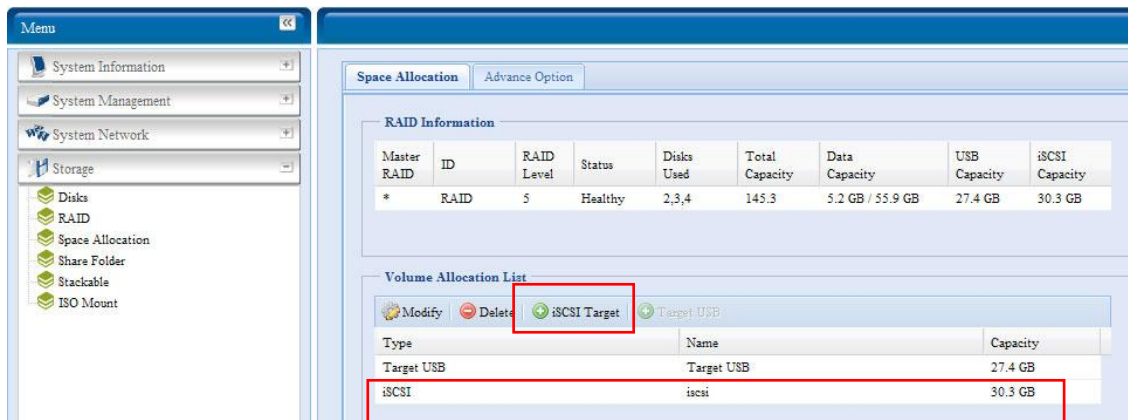 Menu
System Information
System Management
System Network
Storage
Disks
RAID
Space Allocation
Share Folder
Stackable
ISO Mount
Space Allocation Advance Option
RAID Information
Master RAID ID RAID Level Status Disks Used Total Capacity Data Capacity USB Capacity iSCSI Capacity
* RAID 5 Healthy 2,3,4 145.3 5.2 GB / 55.9 GB 27.4 GB 30.3 GB
Volume Allocation List
Modify Delete iSCSI Target Target USB
Type Name Capacity
Target USB Target USB 27.4 GB
iSCSI iscsi 30.3 GB